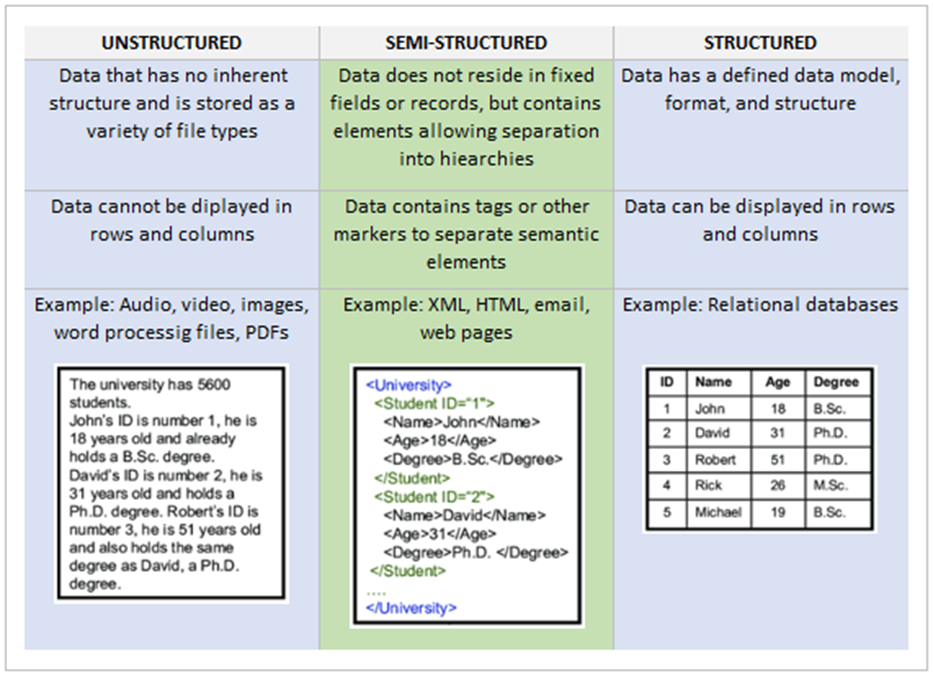 UNSTRUCTURED
SEMI-STRUCTURED
STRUCTURED
Data that has no inherent
structure and is stored as a
variety of file types
Data does not reside in fixed
fields or records, but contains
elements allowing separation
into hiearchies
Data has a defined data model,
format, and structure
Data cannot be diplayed in
rows and columns
Data contains tags or other
markers to separate semantic
elements
Data can be displayed in rows
and columns
Example: Audio, video, images,
word processig files, PDFs
Example: XML, HTML, email,
web pages
Example: Relational databases
The university has 5600
students.
John's ID is number 1, he is
18 years old and already
holds a B.Sc. degree.
David's ID is number 2, he is
31 years old and holds a
Ph.D. degree. Robert's ID is
number 3, he is 51 years old
and also holds the same
degree as David, a Ph.D.
degree.
<University>
<Student ID="1">
<Name>John</Name>
<Age>18</Age>
<Degree>B.Sc.</Degree>
</Student>
<Student ID="2">
<Name>David</Name>
<Age>31</Age>
<Degree>Ph.D. </Degree>
</Student>
....
</University>
ID Name Age Degree
1 John 18 B.Sc.
2 David 31 Ph.D.
3 Robert 51 Ph.D.
4 Rick 26 M.Sc.
5 Michael 19 B.Sc.